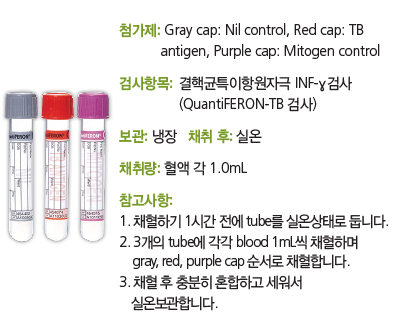 첨가제: Gray cap: Nil control, Red cap: TB
antigen, Purple cap: Mitogen control
검사항목: 결핵균특이항원자극 INF-ɣ검사
(QuantiFERON-TB 검사)
보관: 냉장 채취 후: 실온
채취량: 혈액 각 1.0mL
참고사항:
1. 채혈하기 1시간 전에 tube를 실온상태로 둡니다.
2. 3개의 tube에 각각 blood 1mL씩 채혈하며
gray, red, purple cap 순서로 채혈합니다.
3. 채혈 후 충분히 혼합하고 세워서
실온보관합니다.